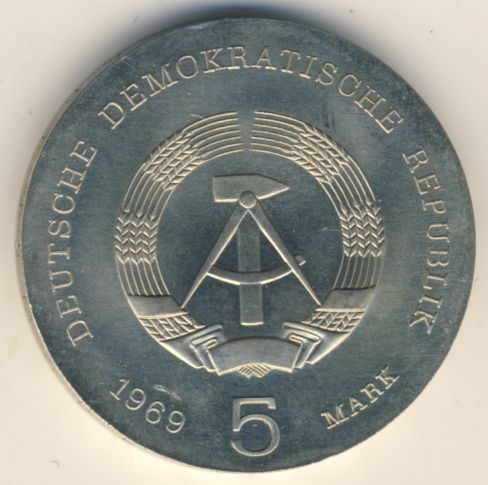 DEUTSCHE DEMOKRATISCHE REPUBLIK
1969 5 MARK